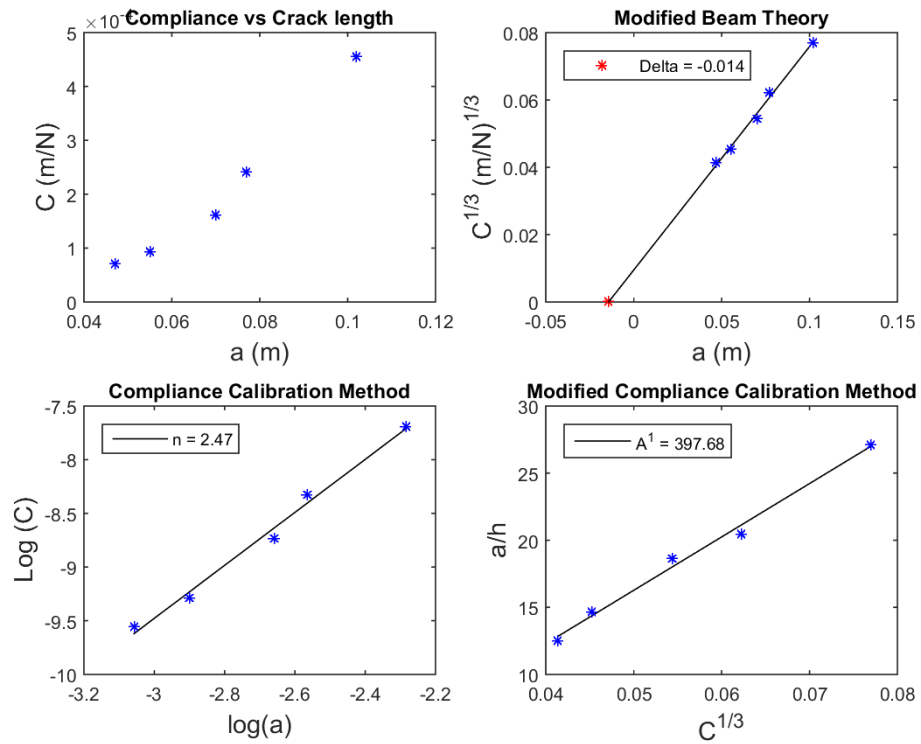 Compliance vs Crack length
×10⁻⁴
C (m/N)
5
4
3
2
1
0
0.04 0.06 0.08 0.1 0.12
a (m)
Modified Beam Theory
Delta = -0.014
C^{1/3} (m/N)^{1/3}
0.08
0.06
0.04
0.02
0
-0.05 0 0.05 0.1 0.15
a (m)
Compliance Calibration Method
n = 2.47
Log (C)
-7.5
-8
-8.5
-9
-9.5
-10
-3.2 -3 -2.8 -2.6 -2.4 -2.2
log(a)
Modified Compliance Calibration Method
A^1 = 397.68
a/h
30
25
20
15
10
0.04 0.05 0.06 0.07 0.08
C^{1/3}